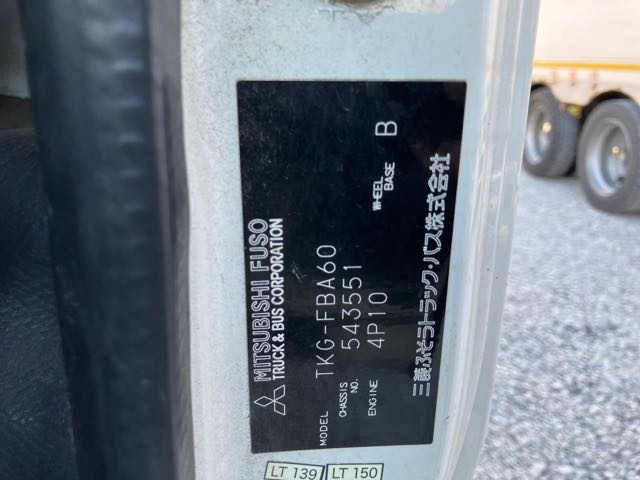 MITSUBISHI FUSO
TRUCK & BUS CORPORATION
MODEL TKG-FBA60
CHASSIS NO. 543551
ENGINE 4P10 WHEEL BASE B
三菱ふそうトラック・バス株式会社
LT 139 LT 150